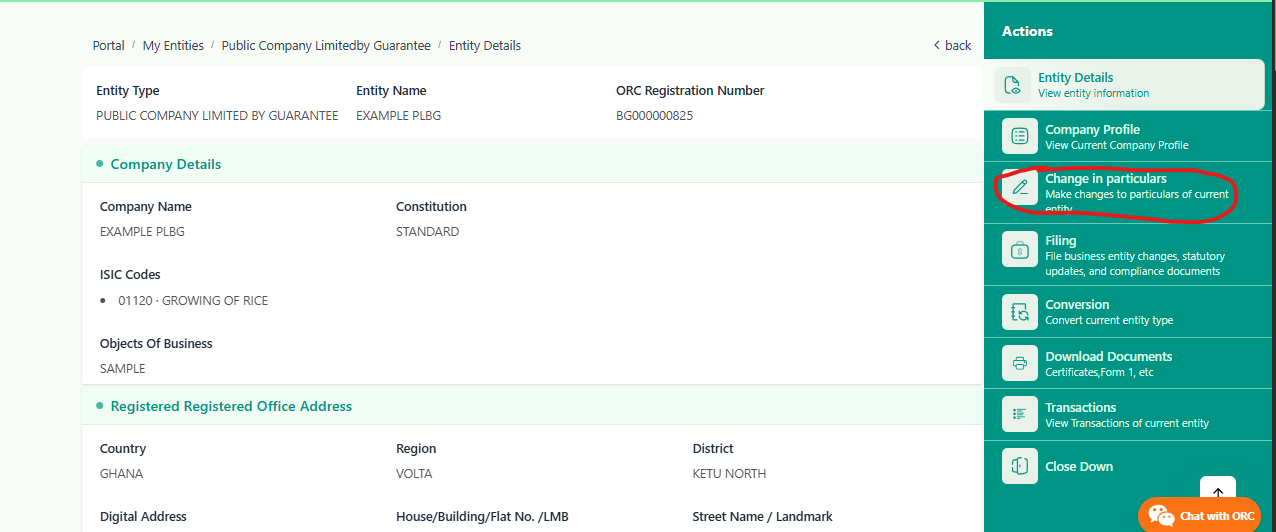 Portal / My Entities / Public Company Limitedby Guarantee / Entity Details
< back
Entity Type
Entity Name
ORC Registration Number
PUBLIC COMPANY LIMITED BY GUARANTEE
EXAMPLE PLBG
BG000000825
Company Details
Company Name
Constitution
EXAMPLE PLBG
STANDARD
ISIC Codes
• 01120 · GROWING OF RICE
Objects Of Business
SAMPLE
Registered Registered Office Address
Country
Region
District
GHANA
VOLTA
KETU NORTH
Digital Address
House/Building/Flat No. /LMB
Street Name / Landmark
Actions
Entity Details
View entity information
Company Profile
View Current Company Profile
Change in particulars
Make changes to particulars of current
entity
Filing
File business entity changes, statutory
updates, and compliance documents
Conversion
Convert current entity type
Download Documents
Certificates,Form 1, etc
Transactions
View Transactions of current entity
Close Down
Chat with ORC